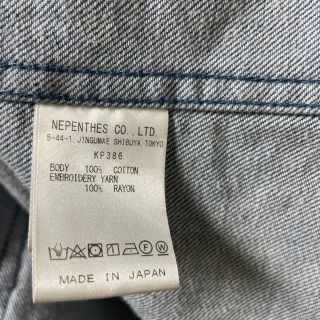 NEPENTHES CO.,LTD.
5-44-1, JINGUMAE SHIBUYA, TOKYO
KP386
BODY 100% COTTON
EMBROIDERY YARN
100% RAYON
MADE IN JAPAN